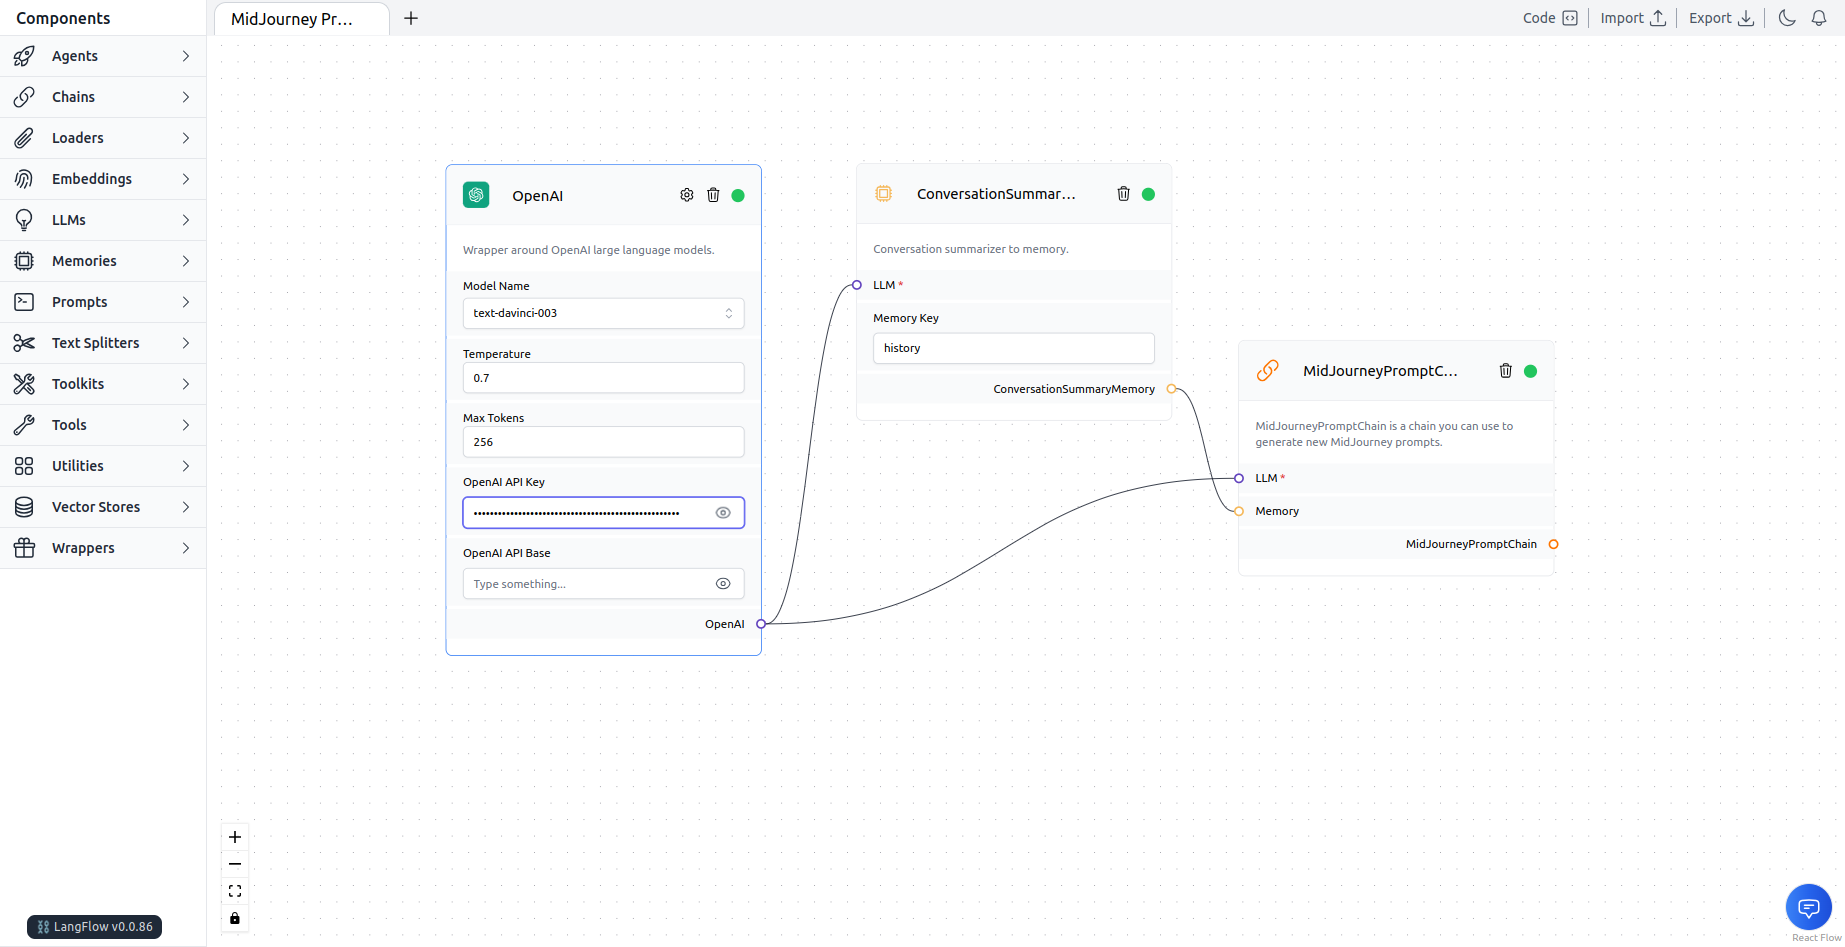 Components
MidJourney Pr...
Code
Import
Export
Agents
Chains
Loaders
Embeddings
LLMs
Memories
Prompts
Text Splitters
Toolkits
Tools
Utilities
Vector Stores
Wrappers
LangFlow v0.0.86
OpenAI
Wrapper around OpenAI large language models.
Model Name
text-davinci-003
Temperature
0.7
Max Tokens
256
OpenAI API Key
••••••••••••••••••••••••••••••••••••••••••••••••••• 
OpenAI API Base
Type something...
OpenAI
ConversationSummar...
Conversation summarizer to memory.
LLM *
Memory Key
history
ConversationSummaryMemory
MidJourneyPromptC...
MidJourneyPromptChain is a chain you can use to
generate new MidJourney prompts.
LLM *
Memory
MidJourneyPromptChain
React Flow